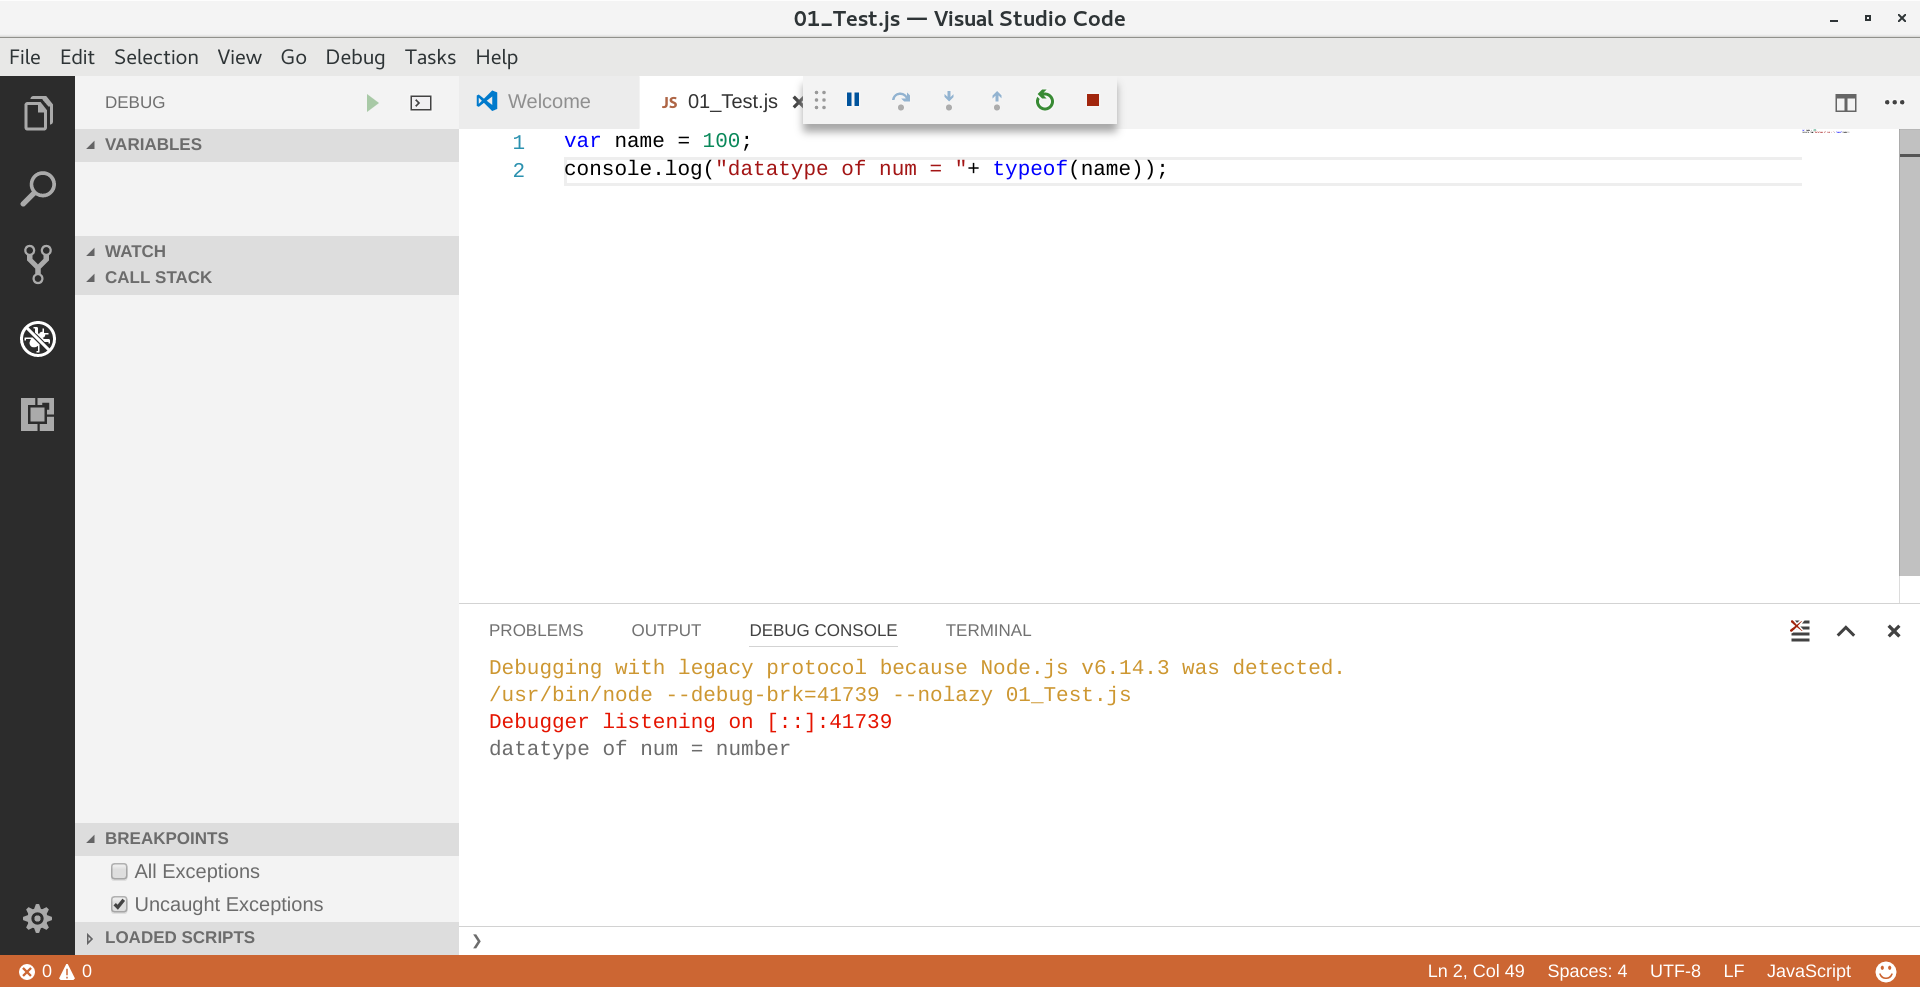 01_Test.js — Visual Studio Code
File Edit Selection View Go Debug Tasks Help
DEBUG
VARIABLES
WATCH
CALL STACK
BREAKPOINTS
All Exceptions
Uncaught Exceptions
LOADED SCRIPTS
Welcome
JS 01_Test.js
1 var name = 100;
2 console.log("datatype of num = "+ typeof(name));
PROBLEMS OUTPUT DEBUG CONSOLE TERMINAL
Debugging with legacy protocol because Node.js v6.14.3 was detected.
/usr/bin/node --debug-brk=41739 --nolazy 01_Test.js
Debugger listening on [::]:41739
datatype of num = number
0 0
Ln 2, Col 49 Spaces: 4 UTF-8 LF JavaScript